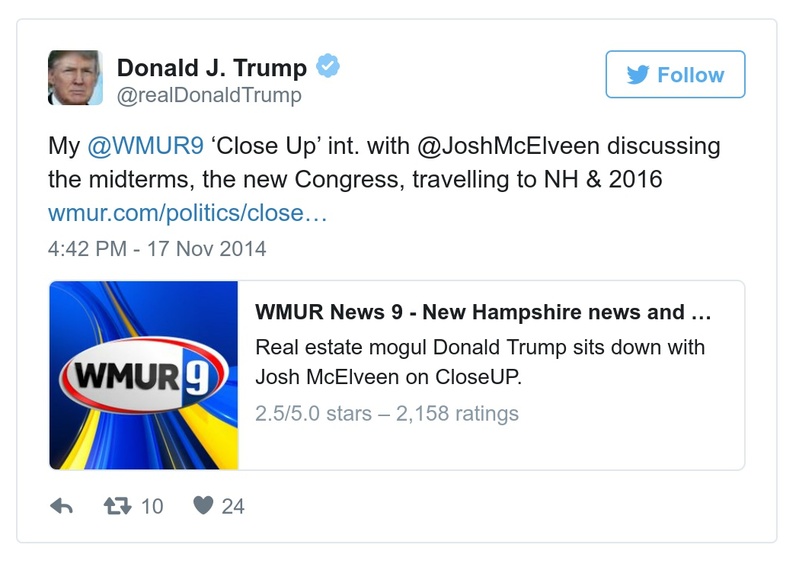 Donald J. Trump
@realDonaldTrump
Follow
My @WMUR9 ‘Close Up’ int. with @JoshMcElveen discussing
the midterms, the new Congress, travelling to NH & 2016
wmur.com/politics/close…
4:42 PM - 17 Nov 2014
WMUR 9
WMUR News 9 - New Hampshire news and …
Real estate mogul Donald Trump sits down with
Josh McElveen on CloseUP.
2.5/5.0 stars – 2,158 ratings
10
24